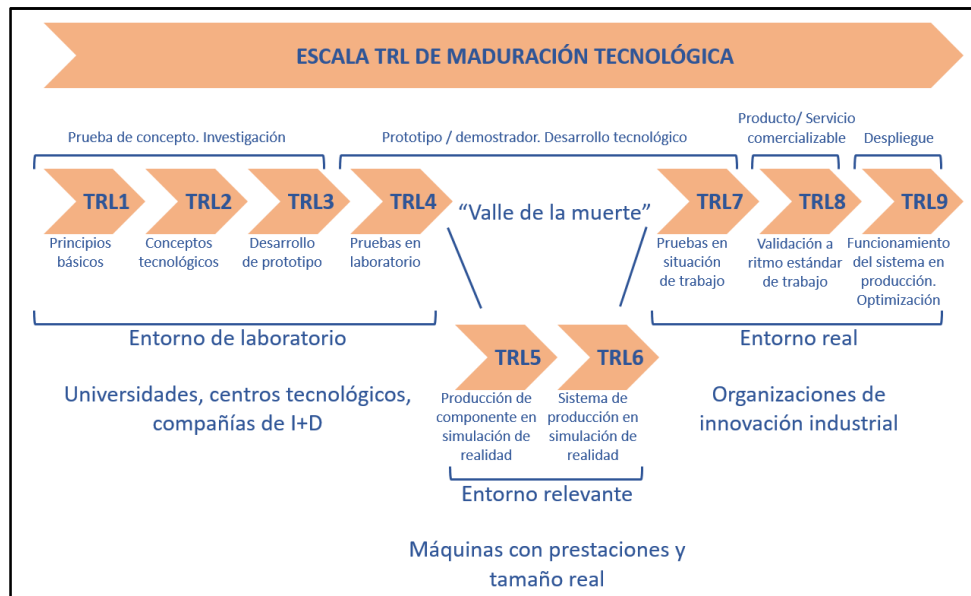 ESCALA TRL DE MADURACIÓN TECNOLÓGICA
Prueba de concepto. Investigación
Prototipo / demostrador. Desarrollo tecnológico
Producto/ Servicio
comercializable
Despliegue
TRL1
TRL2
TRL3
TRL4
“Valle de la muerte”
TRL7
TRL8
TRL9
Principios
básicos
Conceptos
tecnológicos
Desarrollo
de prototipo
Pruebas en
laboratorio
Pruebas en
situación
de trabajo
Validación a
ritmo estándar
de trabajo
Funcionamiento
del sistema en
producción.
Optimización
Entorno de laboratorio
TRL5
TRL6
Entorno real
Universidades, centros tecnológicos,
compañías de I+D
Producción de
componente en
simulación de
realidad
Sistema de
producción en
simulación de
realidad
Organizaciones de
innovación industrial
Entorno relevante
Máquinas con prestaciones y
tamaño real